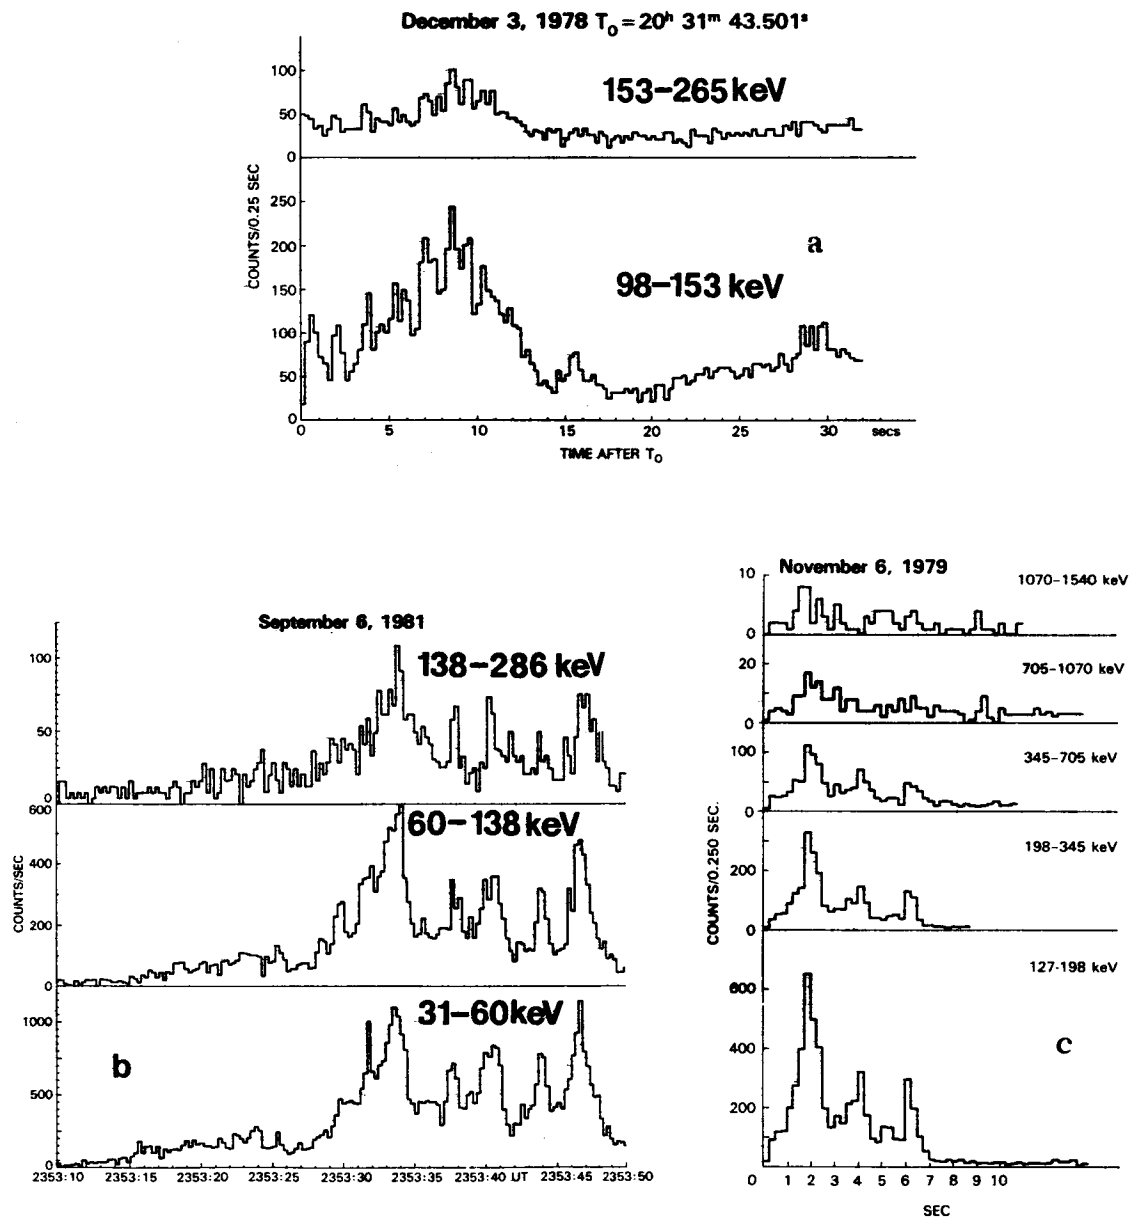 December 3, 1978 T₀=20ʰ 31ᵐ 43.501ˢ
100
153–265 keV
50
0
COUNTS/0.25 SEC
250
200
a
98–153 keV
150
100
50
0
0 5 10 15 20 25 30 secs
TIME AFTER T₀
September 6, 1981
100
138–286 keV
50
0
600
60–138 keV
400
COUNTS/SEC
200
0
31–60 keV
1000
b
500
0
2353:10 2353:15 2353:20 2353:25 2353:30 2353:35 2353:40 UT 2353:45 2353:50
November 6, 1979
10
1070–1540 keV
0
20
705–1070 keV
0
100
345–705 keV
0
198–345 keV
200
COUNTS/0.250 SEC.
0
127-198 keV
600
400
c
200
0 1 2 3 4 5 6 7 8 9 10
SEC